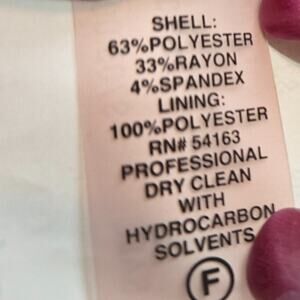 SHELL:
63%POLYESTER
33%RAYON
4%SPANDEX
LINING:
100%POLYESTER
RN# 54163
PROFESSIONAL
DRY CLEAN
WITH
HYDROCARBON
SOLVENTS
F